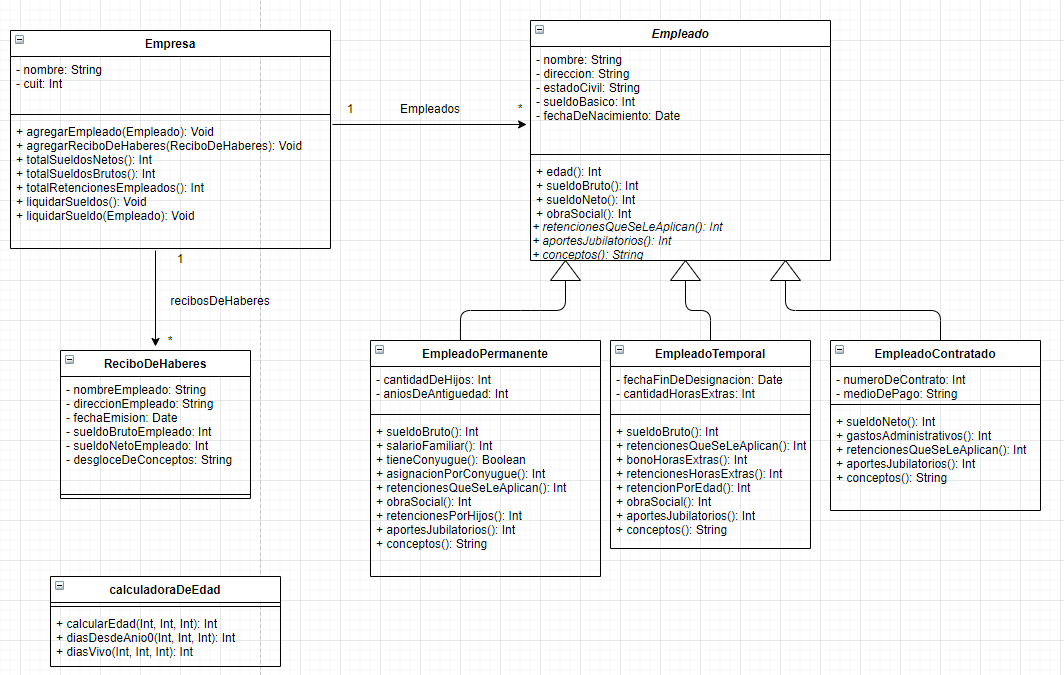 Empresa
- nombre: String
- cuit: Int
+ agregarEmpleado(Empleado): Void
+ agregarReciboDeHaberes(ReciboDeHaberes): Void
+ totalSueldosNetos(): Int
+ totalSueldosBrutos(): Int
+ totalRetencionesEmpleados(): Int
+ liquidarSueldos(): Void
+ liquidarSueldo(Empleado): Void
1
Empleados
*
Empleado
- nombre: String
- direccion: String
- estadoCivil: String
- sueldoBasico: Int
- fechaDeNacimiento: Date
+ edad(): Int
+ sueldoBruto(): Int
+ sueldoNeto(): Int
+ obraSocial(): Int
+ retencionesQueSeLeAplican(): Int
+ aportesJubilatorios(): Int
+ conceptos(): String
1
recibosDeHaberes
*
ReciboDeHaberes
- nombreEmpleado: String
- direccionEmpleado: String
- fechaEmision: Date
- sueldoBrutoEmpleado: Int
- sueldoNetoEmpleado: Int
- desgloceDeConceptos: String
EmpleadoPermanente
- cantidadDeHijos: Int
- aniosDeAntiguedad: Int
+ sueldoBruto(): Int
+ salarioFamiliar(): Int
+ tieneConyugue(): Boolean
+ asignacionPorConyugue(): Int
+ retencionesQueSeLeAplican(): Int
+ obraSocial(): Int
+ retencionesPorHijos(): Int
+ aportesJubilatorios(): Int
+ conceptos(): String
EmpleadoTemporal
- fechaFinDeDesignacion: Date
- cantidadHorasExtras: Int
+ sueldoBruto(): Int
+ retencionesQueSeLeAplican(): Int
+ bonoHorasExtras(): Int
+ retencionesHorasExtras(): Int
+ retencionPorEdad(): Int
+ obraSocial(): Int
+ aportesJubilatorios(): Int
+ conceptos(): String
EmpleadoContratado
- numeroDeContrato: Int
- medioDePago: String
+ sueldoNeto(): Int
+ gastosAdministrativos(): Int
+ retencionesQueSeLeAplican(): Int
+ aportesJubilatorios(): Int
+ conceptos(): String
calculadoraDeEdad
+ calcularEdad(Int, Int, Int): Int
+ diasDesdeAnio0(Int, Int, Int): Int
+ diasVivo(Int, Int, Int): Int